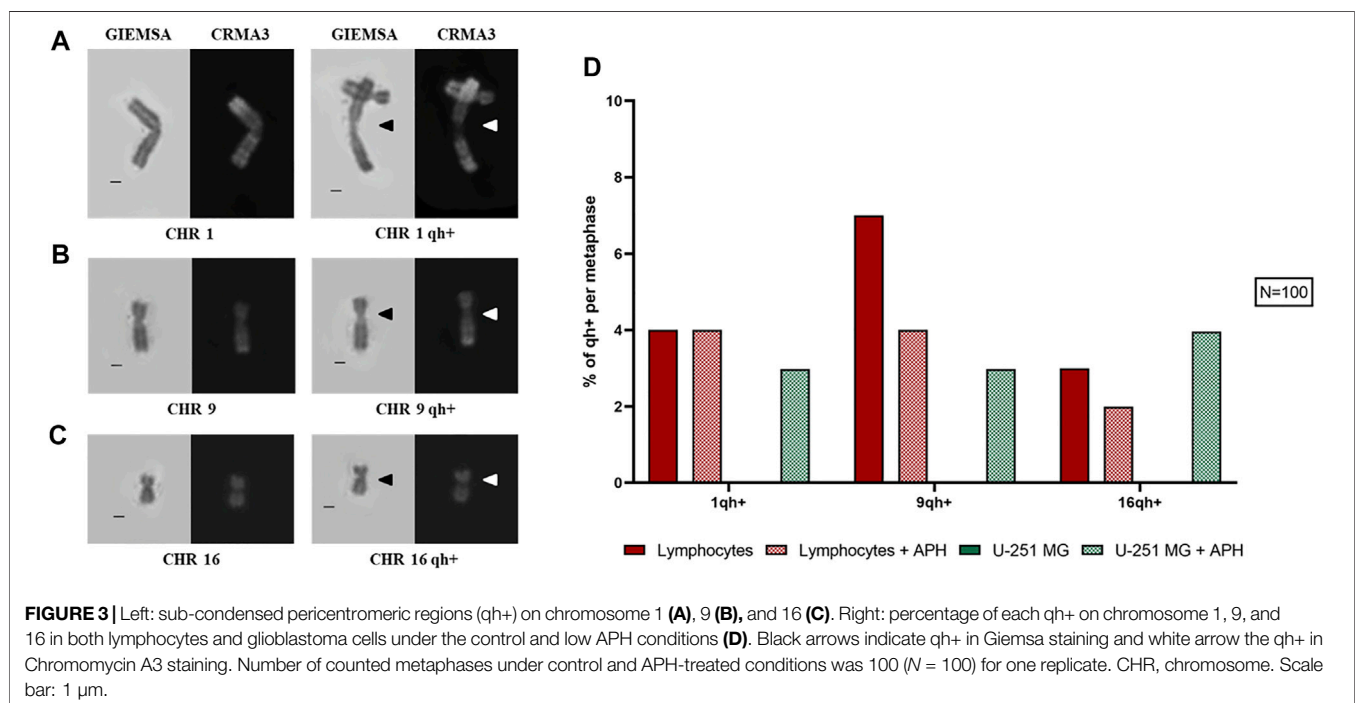 A
GIEMSA CRMA3 GIEMSA CRMA3
CHR 1 CHR 1 qh+
B
CHR 9 CHR 9 qh+
C
CHR 16 CHR 16 qh+
D
% of qh+ per metaphase
10
8
6
4
2
0
1qh+ 9qh+ 16qh+
N=100
Lymphocytes Lymphocytes + APH U-251 MG U-251 MG + APH
FIGURE 3 | Left: sub-condensed pericentromeric regions (qh+) on chromosome 1 (A), 9 (B), and 16 (C). Right: percentage of each qh+ on chromosome 1, 9, and
16 in both lymphocytes and glioblastoma cells under the control and low APH conditions (D). Black arrows indicate qh+ in Giemsa staining and white arrow the qh+ in
Chromomycin A3 staining. Number of counted metaphases under control and APH-treated conditions was 100 (N = 100) for one replicate. CHR, chromosome. Scale
bar: 1 μm.